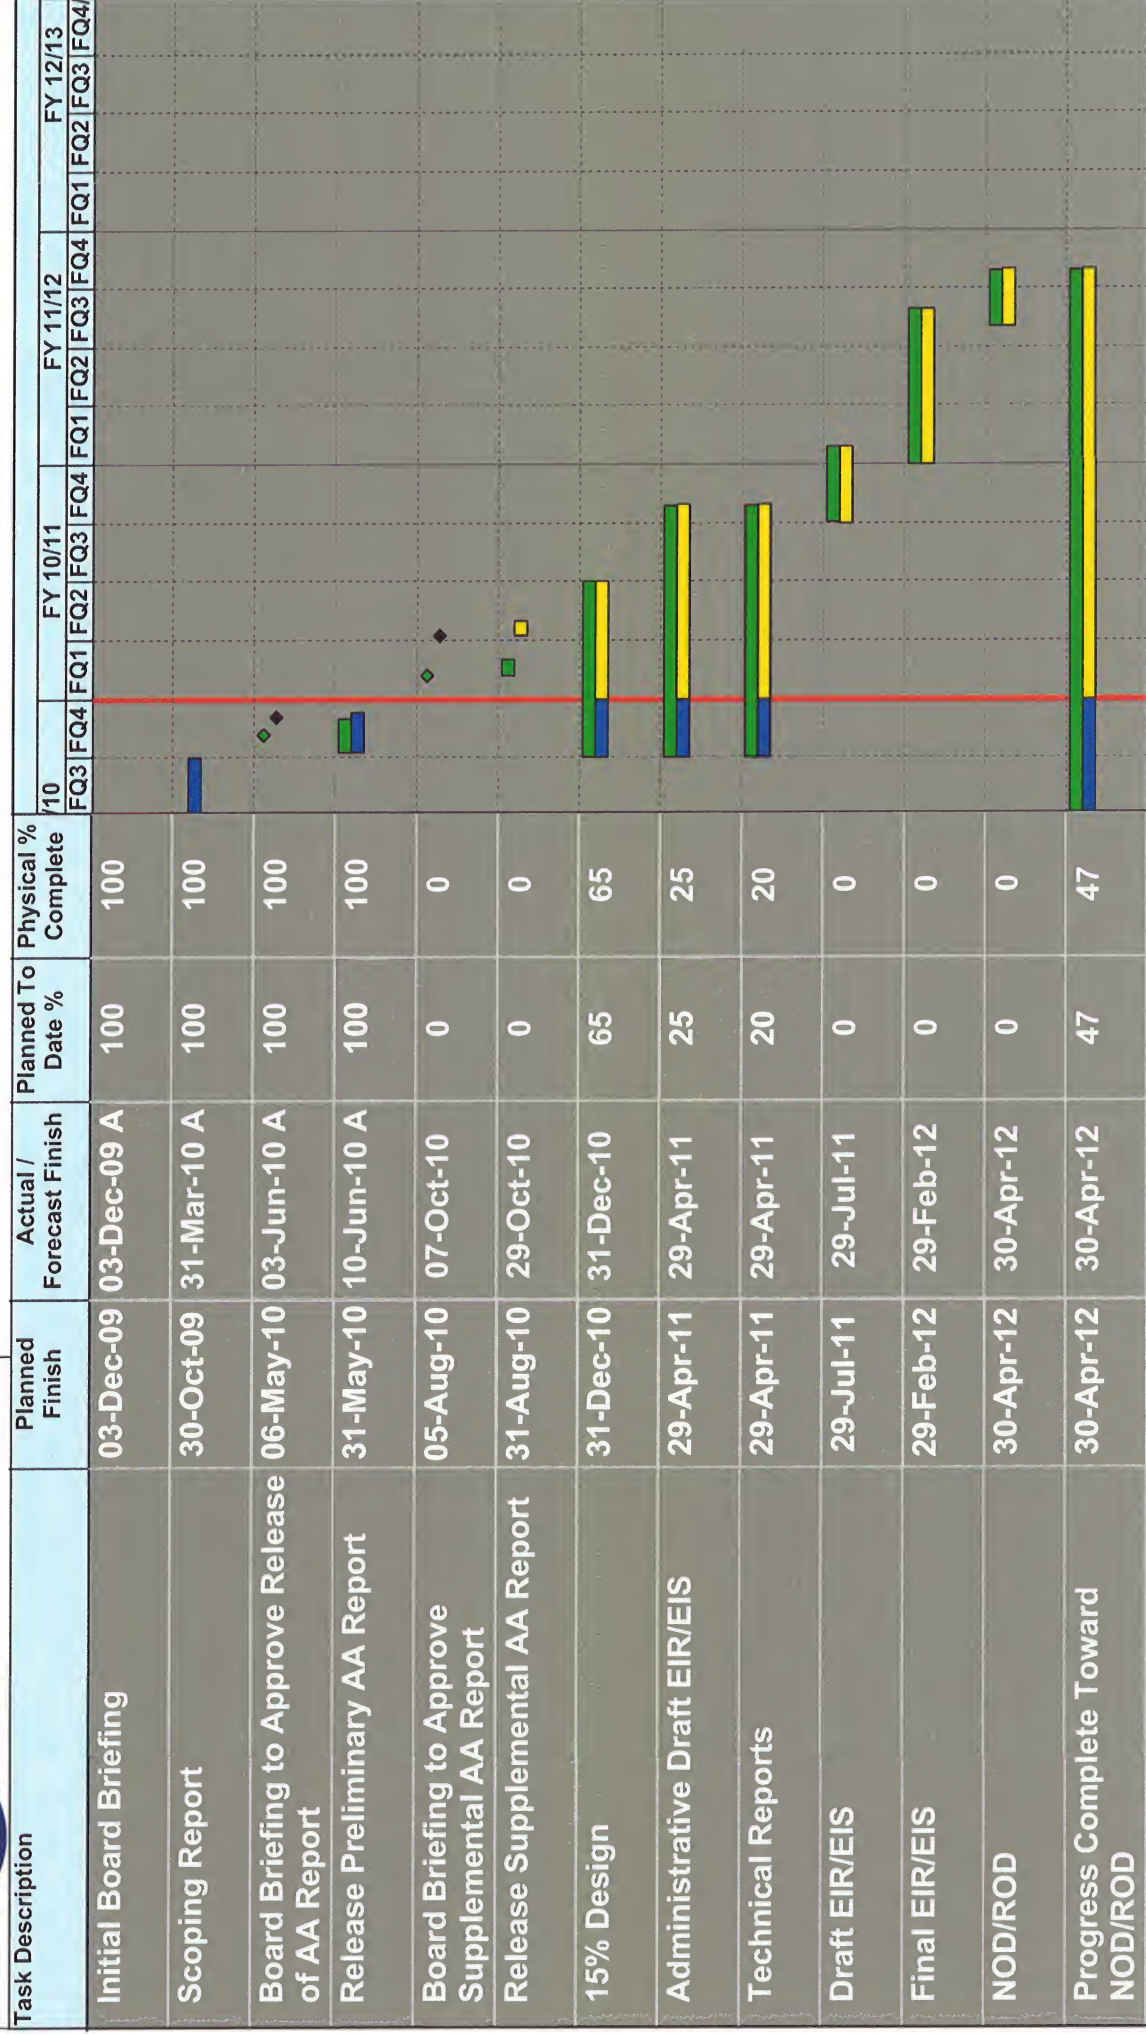 Task Description
Planned
Finish
Actual /
Forecast Finish
Planned To
Date %
Physical %
Complete
/10
FY 10/11
FY 11/12
FY 12/13
FQ3 FQ4 FQ1 FQ2 FQ3 FQ4 FQ1 FQ2 FQ3 FQ4 FQ1 FQ2 FQ3 FQ4/
Initial Board Briefing 03-Dec-09 03-Dec-09 A 100 100
Scoping Report 30-Oct-09 31-Mar-10 A 100 100
Board Briefing to Approve Release 06-May-10 03-Jun-10 A 100 100
of AA Report
Release Preliminary AA Report 31-May-10 10-Jun-10 A 100 100
Board Briefing to Approve 05-Aug-10 07-Oct-10 0 0
Supplemental AA Report
Release Supplemental AA Report 31-Aug-10 29-Oct-10 0 0
15% Design 31-Dec-10 31-Dec-10 65 65
Administrative Draft EIR/EIS 29-Apr-11 29-Apr-11 25 25
Technical Reports 29-Apr-11 29-Apr-11 20 20
Draft EIR/EIS 29-Jul-11 29-Jul-11 0 0
Final EIR/EIS 29-Feb-12 29-Feb-12 0 0
NOD/ROD 30-Apr-12 30-Apr-12 0 0
Progress Complete Toward 30-Apr-12 30-Apr-12 47 47
NOD/ROD